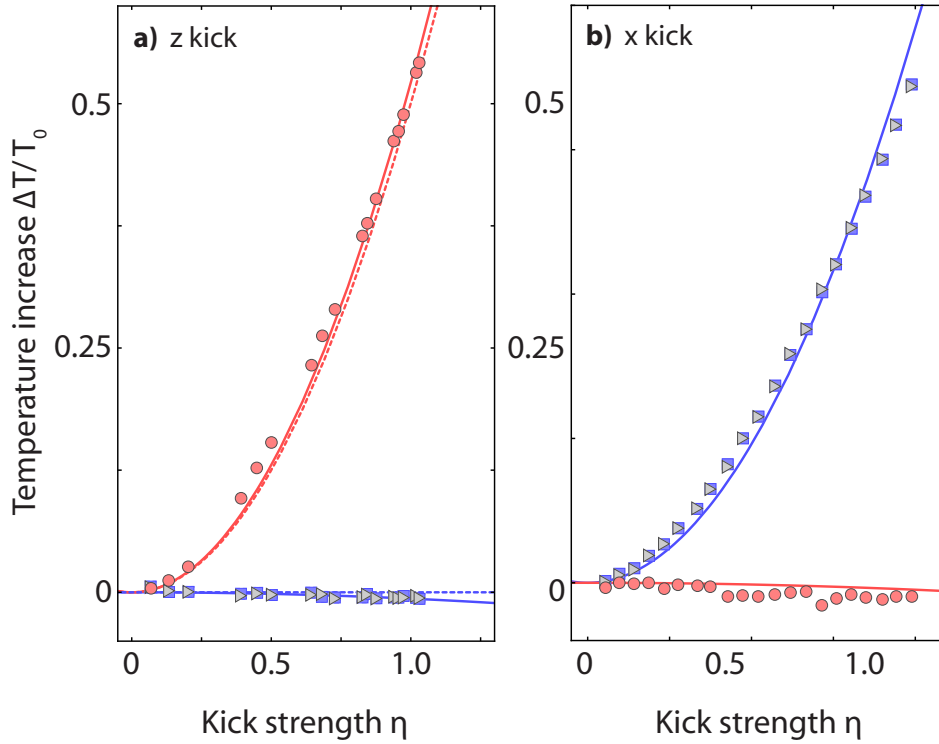 a) z kick
b) x kick
Temperature increase ΔT/T0
0.5
0.25
0
0.5
0.25
0
0 0.5 1.0
0 0.5 1.0
Kick strength η
Kick strength η